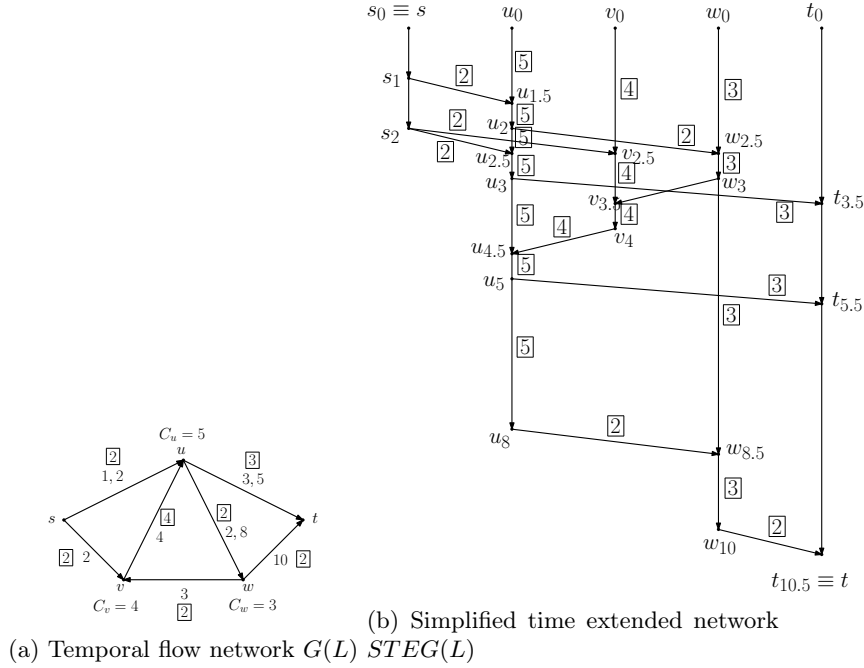 s₀ ≡ s u₀ v₀ w₀ t₀
5
s₁ 2 4 3
u₁.₅
5
s₂ u₂ 2 2
5
2 u₂.₅ v₂.₅ w₂.₅
5 4 3
u₃ w₃
v₃.₅ t₃.₅
5 4 3
4 v₄
u₄.₅
5
u₅ 3
t₅.₅
3
5
u₈ 2
w₈.₅
3
w₁₀ 2
t₁₀.₅ ≡ t
C_u = 5
u
2 3
1, 2 3, 5
s 4 2 t
4 2, 8
2 2 10 2
v 3 w
C_v = 4 2 C_w = 3
(b) Simplified time extended network
(a) Temporal flow network G(L) STEG(L)